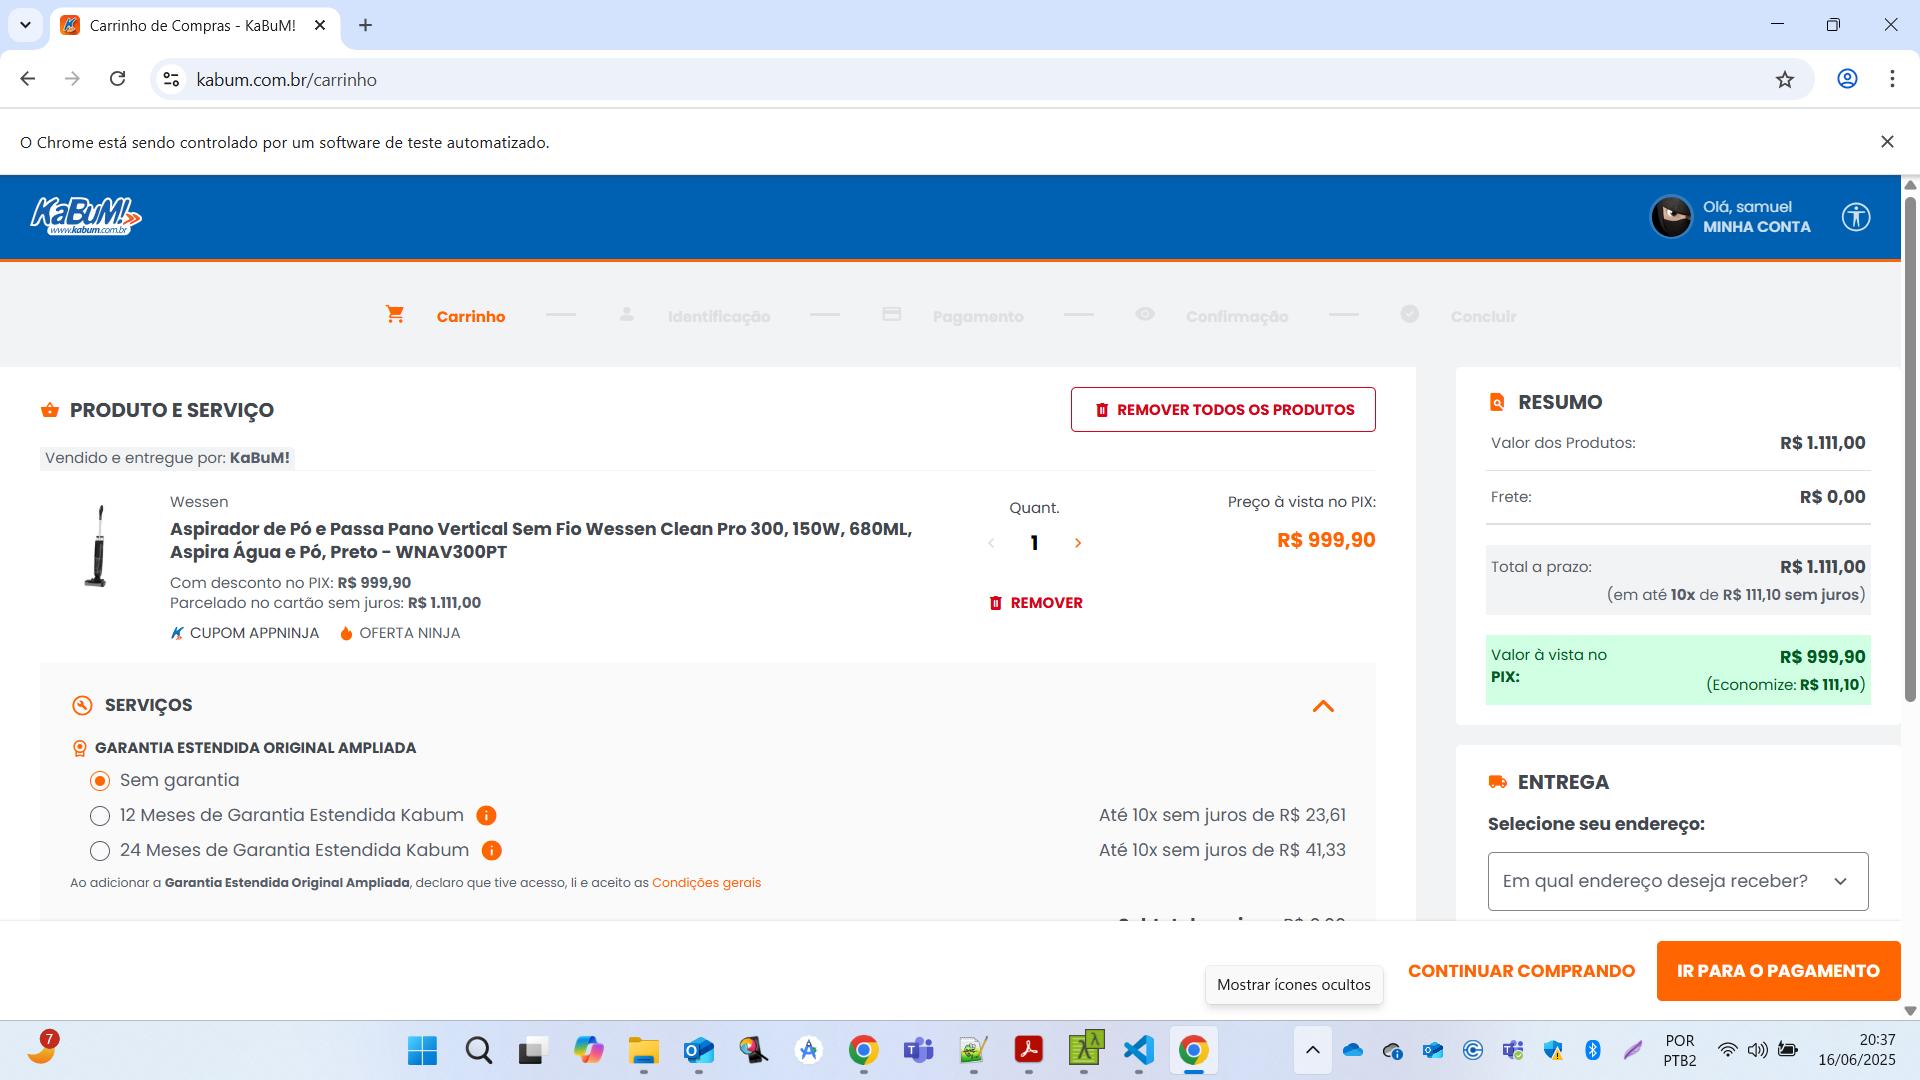 Carrinho de Compras - KaBuM!
kabum.com.br/carrinho
O Chrome está sendo controlado por um software de teste automatizado.
KaBuM!
www.kabum.com.br
Olá, samuel
MINHA CONTA
Carrinho
Identificação
Pagamento
Confirmação
Concluir
PRODUTO E SERVIÇO
REMOVER TODOS OS PRODUTOS
Vendido e entregue por: KaBuM!
Wessen
Aspirador de Pó e Passa Pano Vertical Sem Fio Wessen Clean Pro 300, 150W, 680ML,
Aspira Água e Pó, Preto - WNAV300PT
Com desconto no PIX: R$ 999,90
Parcelado no cartão sem juros: R$ 1.111,00
CUPOM APPNINJA
OFERTA NINJA
Quant.
1
REMOVER
Preço à vista no PIX:
R$ 999,90
SERVIÇOS
GARANTIA ESTENDIDA ORIGINAL AMPLIADA
Sem garantia
12 Meses de Garantia Estendida Kabum
Até 10x sem juros de R$ 23,61
24 Meses de Garantia Estendida Kabum
Até 10x sem juros de R$ 41,33
Ao adicionar a Garantia Estendida Original Ampliada, declaro que tive acesso, li e aceito as Condições gerais
RESUMO
Valor dos Produtos: R$ 1.111,00
Frete: R$ 0,00
Total a prazo: R$ 1.111,00
(em até 10x de R$ 111,10 sem juros)
Valor à vista no R$ 999,90
PIX: (Economize: R$ 111,10)
ENTREGA
Selecione seu endereço:
Em qual endereço deseja receber?
CONTINUAR COMPRANDO
IR PARA O PAGAMENTO
Mostrar ícones ocultos
7
POR
PTB2
20:37
16/06/2025